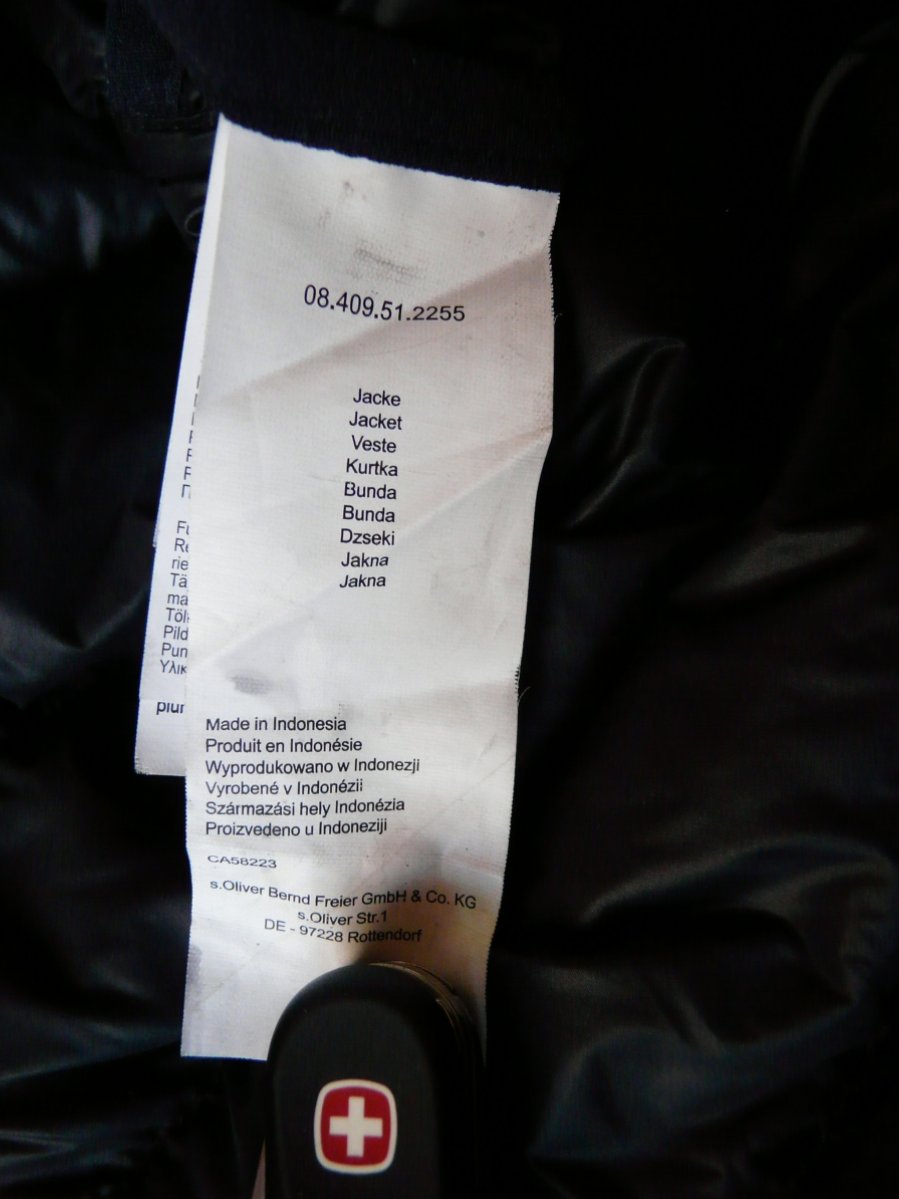 08.409.51.2255
Jacke
Jacket
Veste
Kurtka
Bunda
Bunda
Dzseki
Jakna
Jakna
Made in Indonesia
Produit en Indonésie
Wyprodukowano w Indonezji
Vyrobené v Indonézii
Származási hely Indonézia
Proizvedeno u Indoneziji
CA58223
s.Oliver Bernd Freier GmbH & Co. KG
s.Oliver Str.1
DE - 97228 Rottendorf